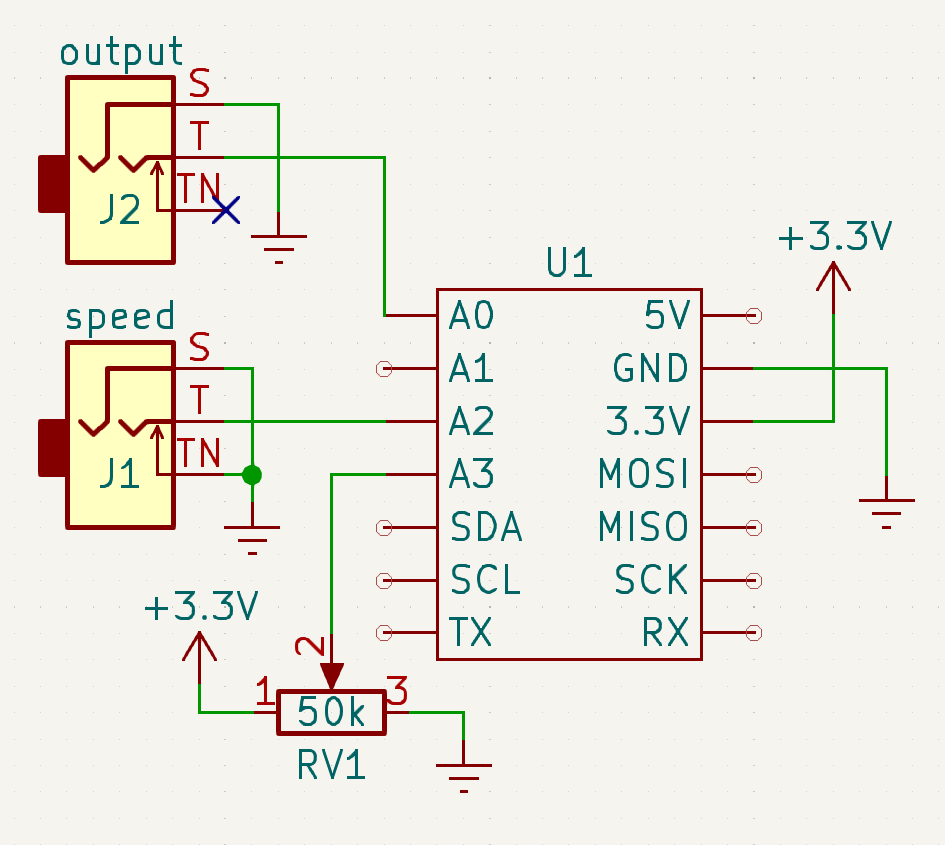 output
S
T
TN
J2
speed
S
T
TN
J1
U1
A0
A1
A2
A3
SDA
SCL
TX
5V
GND
3.3V
MOSI
MISO
SCK
RX
+3.3V
+3.3V
1
2
3
50k
RV1